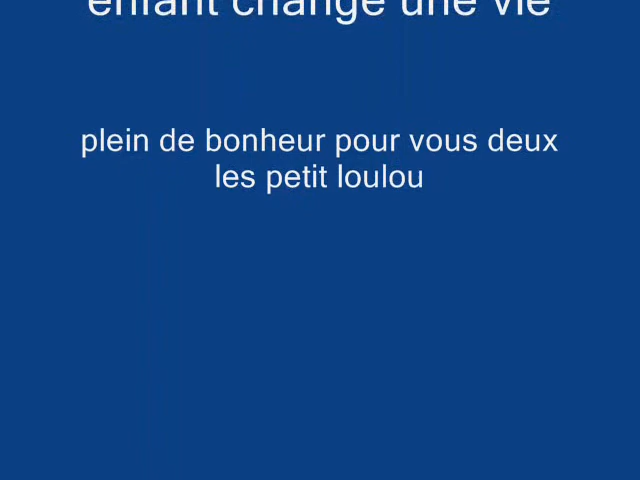 enfant change une vie
plein de bonheur pour vous deux
les petit loulou